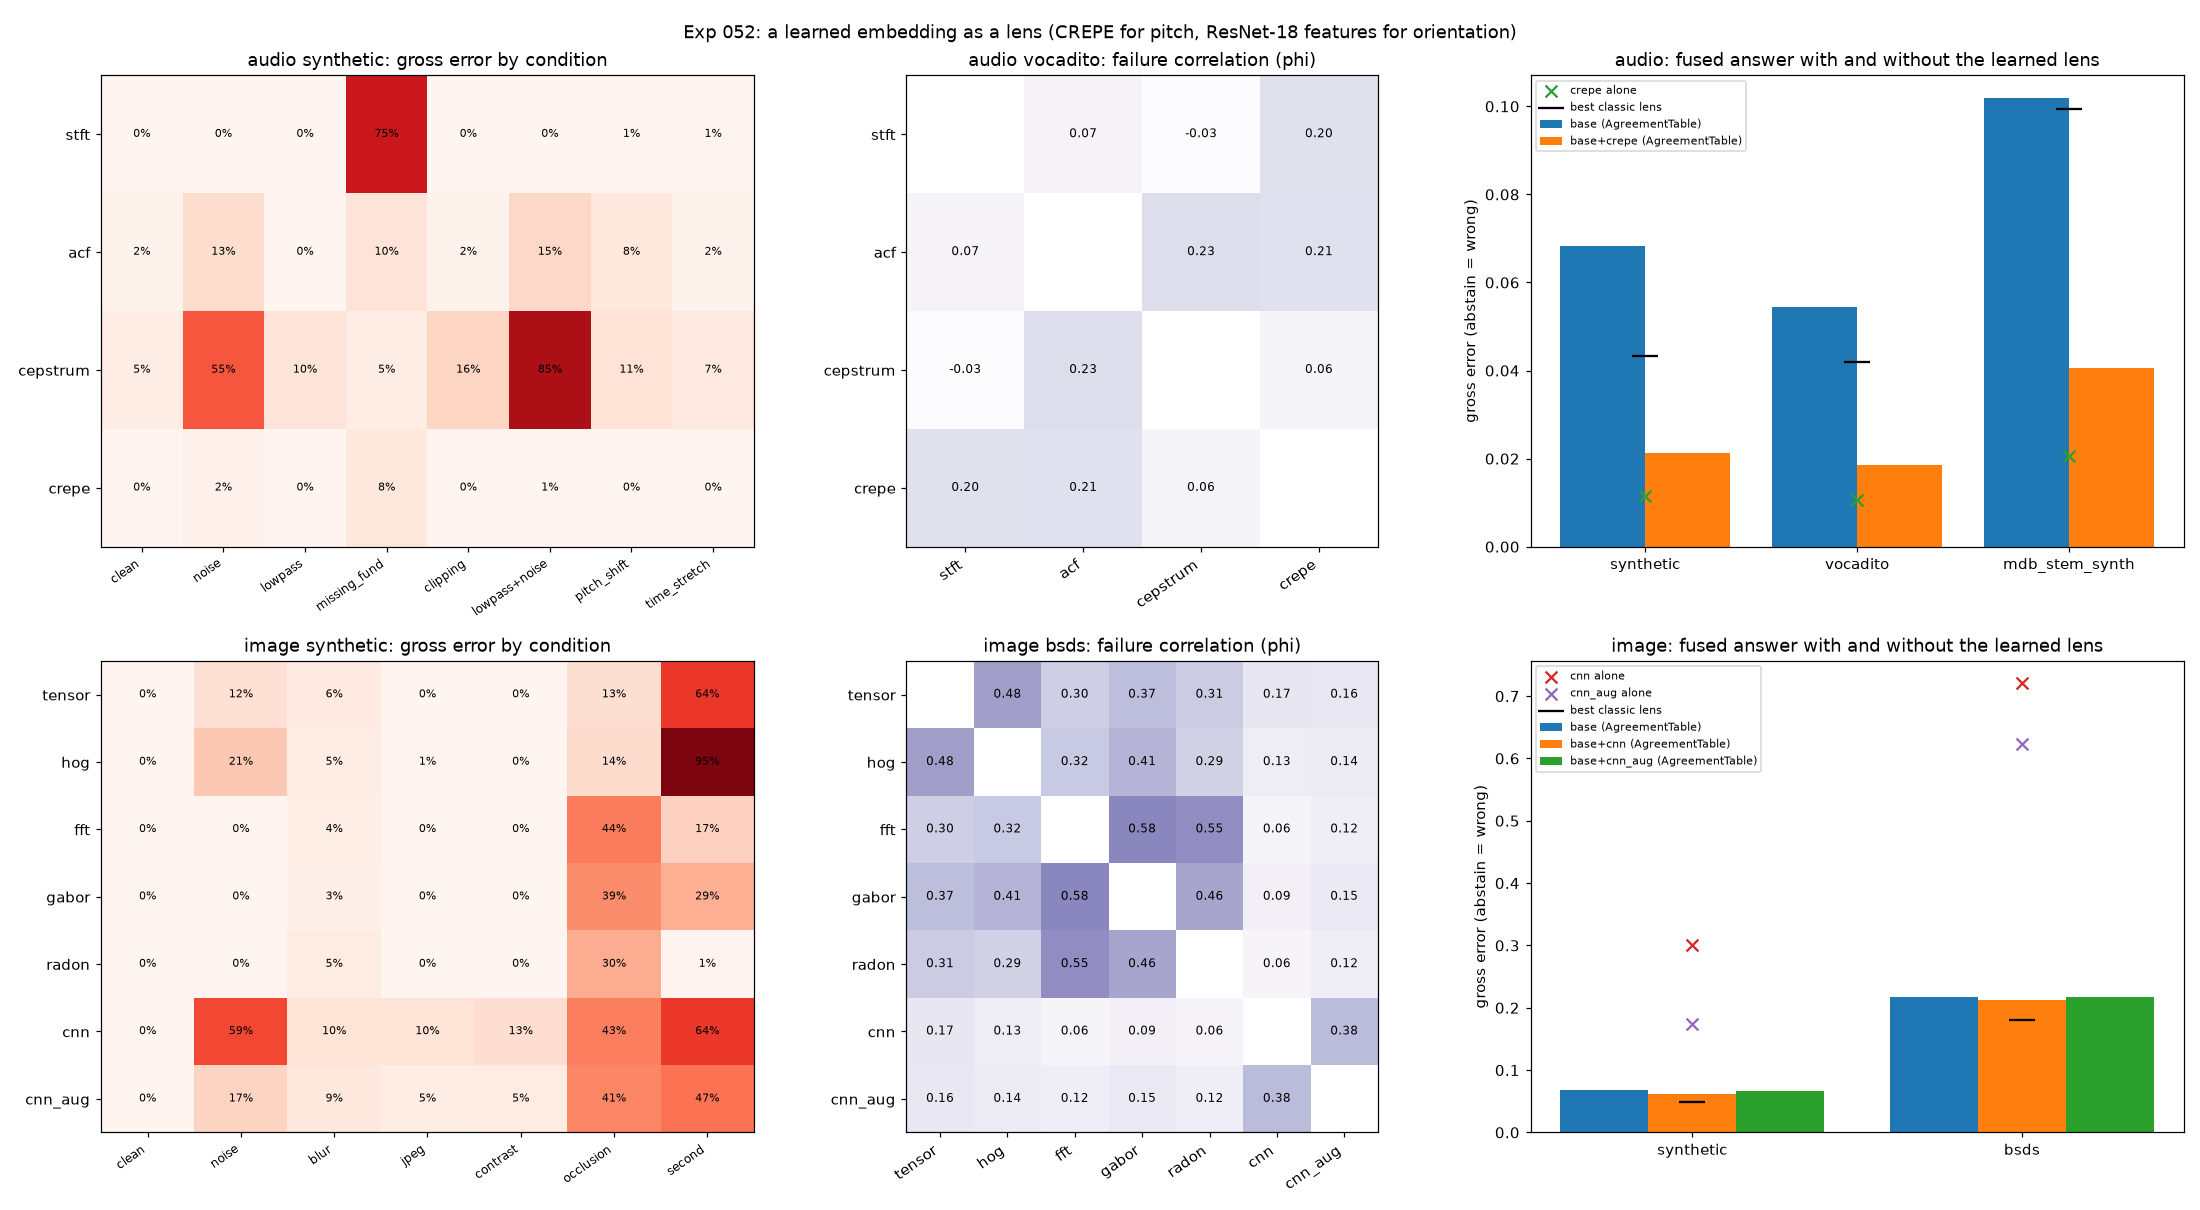 Exp 052: a learned embedding as a lens (CREPE for pitch, ResNet-18 features for orientation)
audio synthetic: gross error by condition
stft 0% 0% 0% 75% 0% 0% 1% 1%
acf 2% 13% 0% 10% 2% 15% 8% 2%
cepstrum 5% 55% 10% 5% 16% 85% 11% 7%
crepe 0% 2% 0% 8% 0% 1% 0% 0%
clean noise lowpass missing_fund clipping lowpass+noise pitch_shift time_stretch
audio vocadito: failure correlation (phi)
stft 0.07 -0.03 0.20
acf 0.07 0.23 0.21
cepstrum -0.03 0.23 0.06
crepe 0.20 0.21 0.06
stft acf cepstrum crepe
audio: fused answer with and without the learned lens
crepe alone
best classic lens
base (AgreementTable)
base+crepe (AgreementTable)
gross error (abstain = wrong)
0.10
0.08
0.06
0.04
0.02
0.00
synthetic vocadito mdb_stem_synth
image synthetic: gross error by condition
tensor 0% 12% 6% 0% 0% 13% 64%
hog 0% 21% 5% 1% 0% 14% 95%
fft 0% 0% 4% 0% 0% 44% 17%
gabor 0% 0% 3% 0% 0% 39% 29%
radon 0% 0% 5% 0% 0% 30% 1%
cnn 0% 59% 10% 10% 13% 43% 64%
cnn_aug 0% 17% 9% 5% 5% 41% 47%
clean noise blur jpeg contrast occlusion second
image bsds: failure correlation (phi)
tensor 0.48 0.30 0.37 0.31 0.17 0.16
hog 0.48 0.32 0.41 0.29 0.13 0.14
fft 0.30 0.32 0.58 0.55 0.06 0.12
gabor 0.37 0.41 0.58 0.46 0.09 0.15
radon 0.31 0.29 0.55 0.46 0.06 0.12
cnn 0.17 0.13 0.06 0.09 0.06 0.38
cnn_aug 0.16 0.14 0.12 0.15 0.12 0.38
tensor hog fft gabor radon cnn cnn_aug
image: fused answer with and without the learned lens
cnn alone
cnn_aug alone
best classic lens
base (AgreementTable)
base+cnn (AgreementTable)
base+cnn_aug (AgreementTable)
gross error (abstain = wrong)
0.7
0.6
0.5
0.4
0.3
0.2
0.1
0.0
synthetic bsds